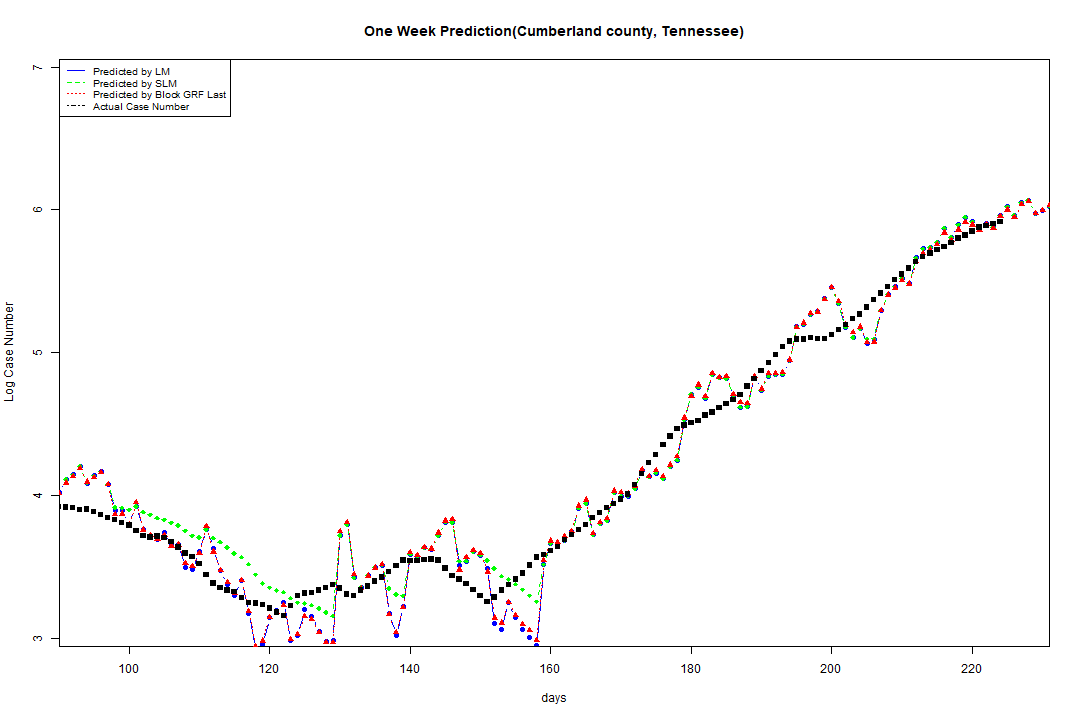 One Week Prediction(Cumberland county, Tennessee)
Predicted by LM
Predicted by SLM
Predicted by Block GRF Last
Actual Case Number
Log Case Number
7
6
5
4
3
100 120 140 160 180 200 220
days